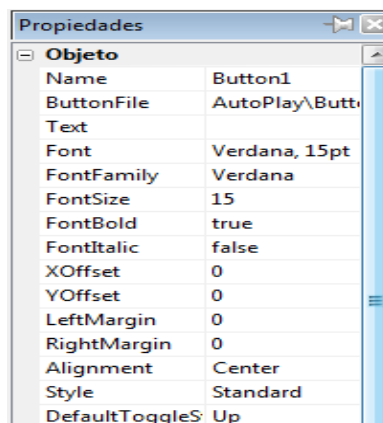 Propiedades
Objeto
Name Button1
ButtonFile AutoPlay\Butt
Text
Font Verdana, 15pt
FontFamily Verdana
FontSize 15
FontBold true
FontItalic false
XOffset 0
YOffset 0
LeftMargin 0
RightMargin 0
Alignment Center
Style Standard
DefaultToggleS Up